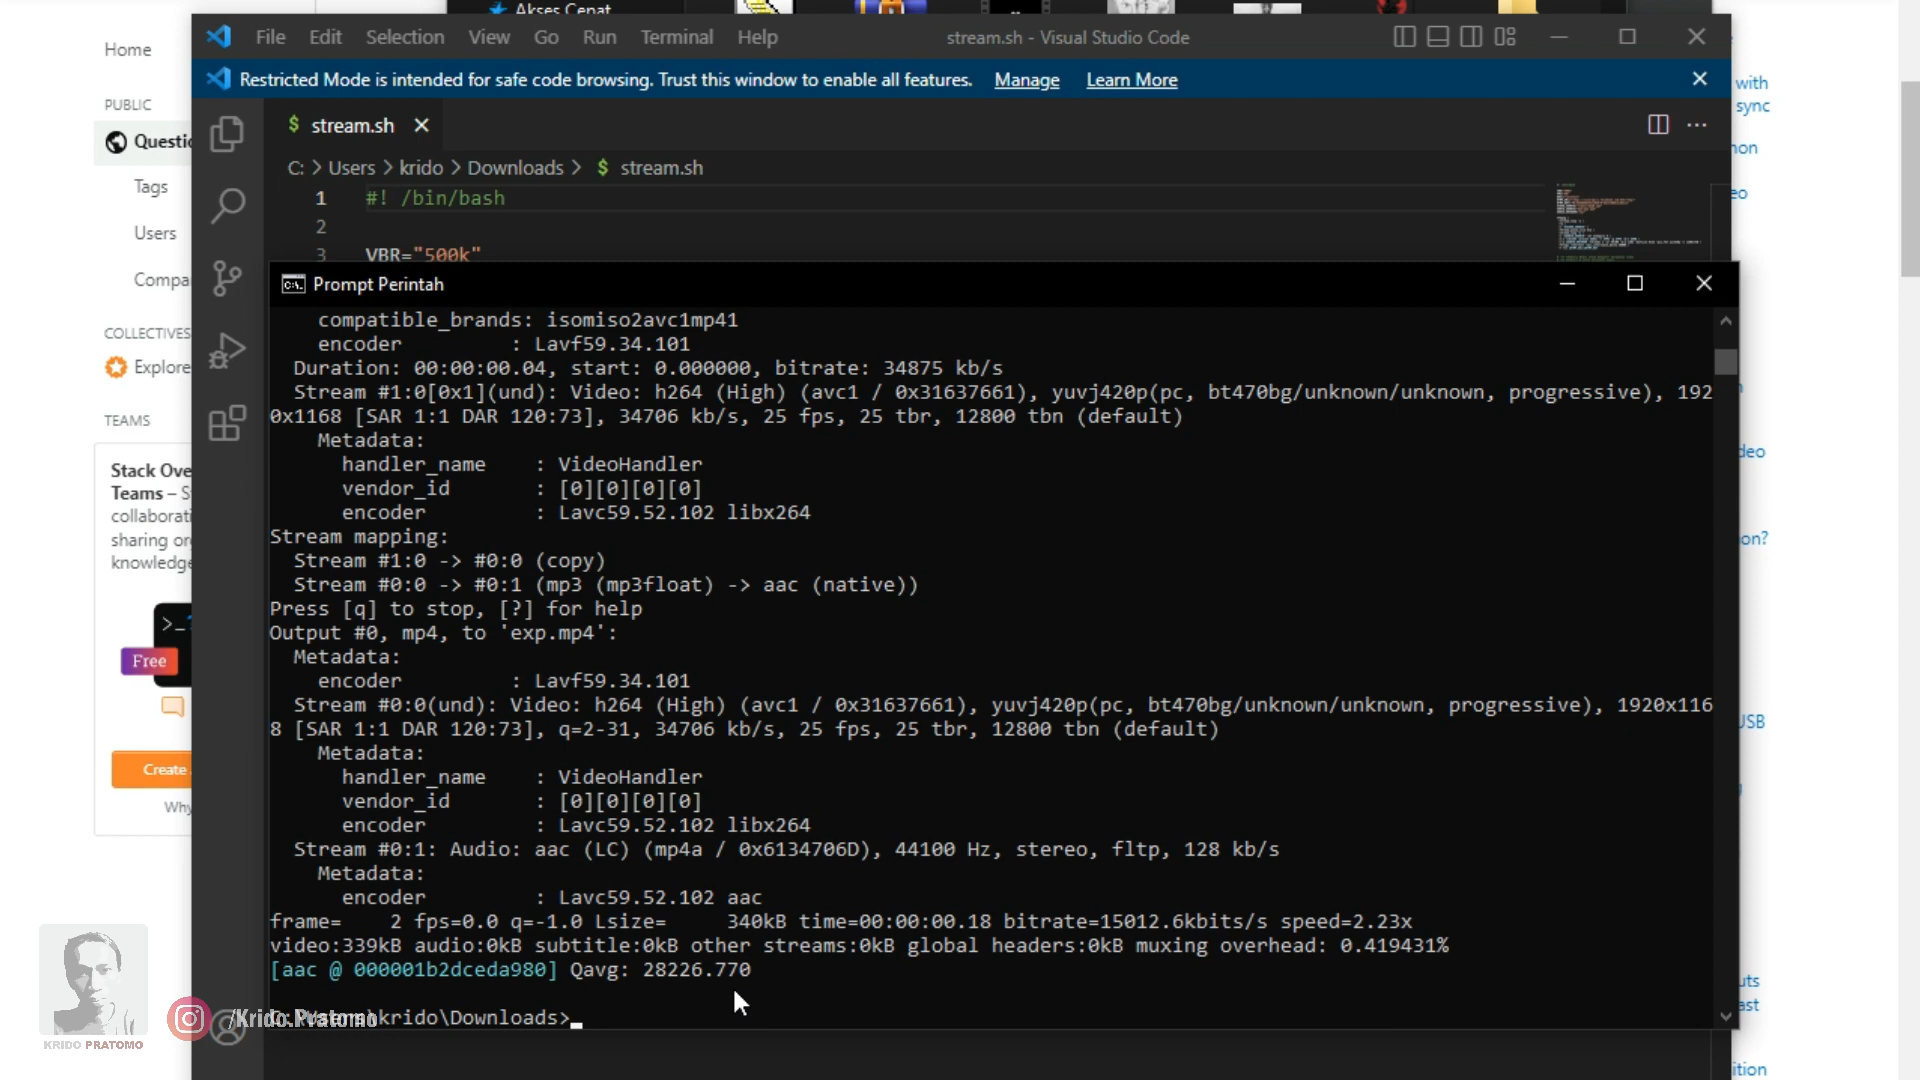 Akses Cepat
File Edit Selection View Go Run Terminal Help
stream.sh - Visual Studio Code
Restricted Mode is intended for safe code browsing. Trust this window to enable all features. Manage Learn More
stream.sh
C: > Users > krido > Downloads > $ stream.sh
1 #! /bin/bash
2
3 VBR="500k"
Home
PUBLIC
Questio
Tags
Users
Compa
COLLECTIVES
Explore
TEAMS
Stack Ove
Teams – S
collaborati
sharing or
knowledge
>_
Free
Create
Why
Prompt Perintah
compatible_brands: isomiso2avc1mp41
encoder : Lavf59.34.101
Duration: 00:00:00.04, start: 0.000000, bitrate: 34875 kb/s
Stream #1:0[0x1](und): Video: h264 (High) (avc1 / 0x31637661), yuvj420p(pc, bt470bg/unknown/unknown, progressive), 192
0x1168 [SAR 1:1 DAR 120:73], 34706 kb/s, 25 fps, 25 tbr, 12800 tbn (default)
Metadata:
handler_name : VideoHandler
vendor_id : [0][0][0][0]
encoder : Lavc59.52.102 libx264
Stream mapping:
Stream #1:0 -> #0:0 (copy)
Stream #0:0 -> #0:1 (mp3 (mp3float) -> aac (native))
Press [q] to stop, [?] for help
Output #0, mp4, to 'exp.mp4':
Metadata:
encoder : Lavf59.34.101
Stream #0:0(und): Video: h264 (High) (avc1 / 0x31637661), yuvj420p(pc, bt470bg/unknown/unknown, progressive), 1920x116
8 [SAR 1:1 DAR 120:73], q=2-31, 34706 kb/s, 25 fps, 25 tbr, 12800 tbn (default)
Metadata:
handler_name : VideoHandler
vendor_id : [0][0][0][0]
encoder : Lavc59.52.102 libx264
Stream #0:1: Audio: aac (LC) (mp4a / 0x6134706D), 44100 Hz, stereo, fltp, 128 kb/s
Metadata:
encoder : Lavc59.52.102 aac
frame= 2 fps=0.0 q=-1.0 Lsize= 340kB time=00:00:00.18 bitrate=15012.6kbits/s speed=2.23x
video:339kB audio:0kB subtitle:0kB other streams:0kB global headers:0kB muxing overhead: 0.419431%
[aac @ 000001b2dceda980] Qavg: 28226.770
\krido\Downloads>
/Krido.Pratomo
KRIDO PRATOMO
with
sync
non
eo
deo
on?
USB
uts
ast
ition